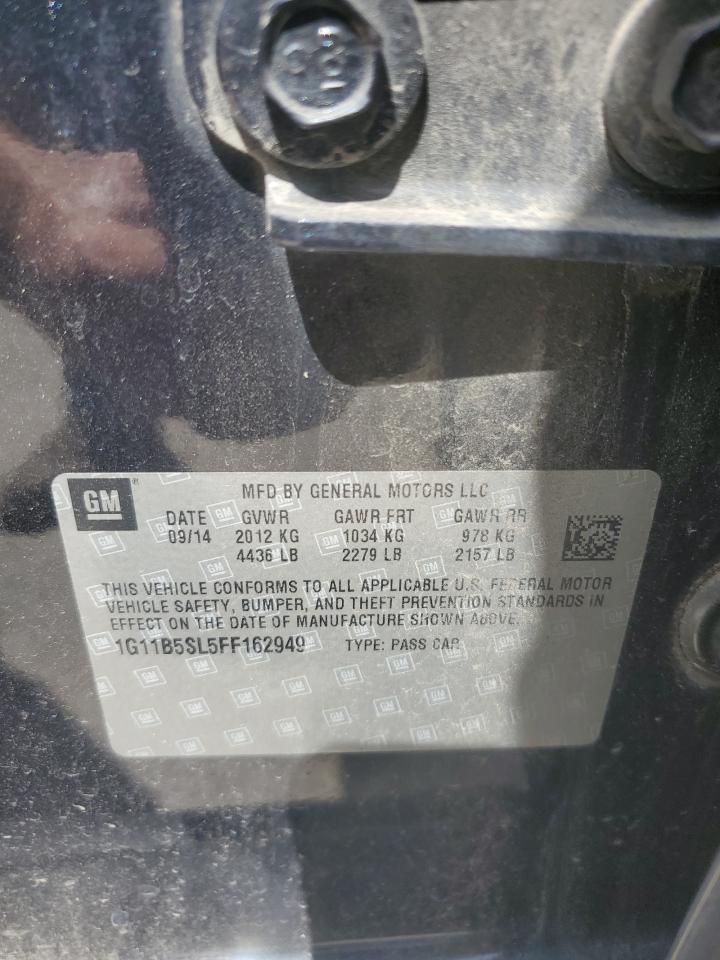 GM
MFD BY GENERAL MOTORS LLC
DATE GVWR GAWR FRT GAWR RR
09/14 2012 KG 1034 KG 978 KG
4436 LB 2279 LB 2157 LB
THIS VEHICLE CONFORMS TO ALL APPLICABLE U.S. FEDERAL MOTOR
VEHICLE SAFETY, BUMPER, AND THEFT PREVENTION STANDARDS IN
EFFECT ON THE DATE OF MANUFACTURE SHOWN ABOVE.
1G11B5SL5FF162949 TYPE: PASS CAR